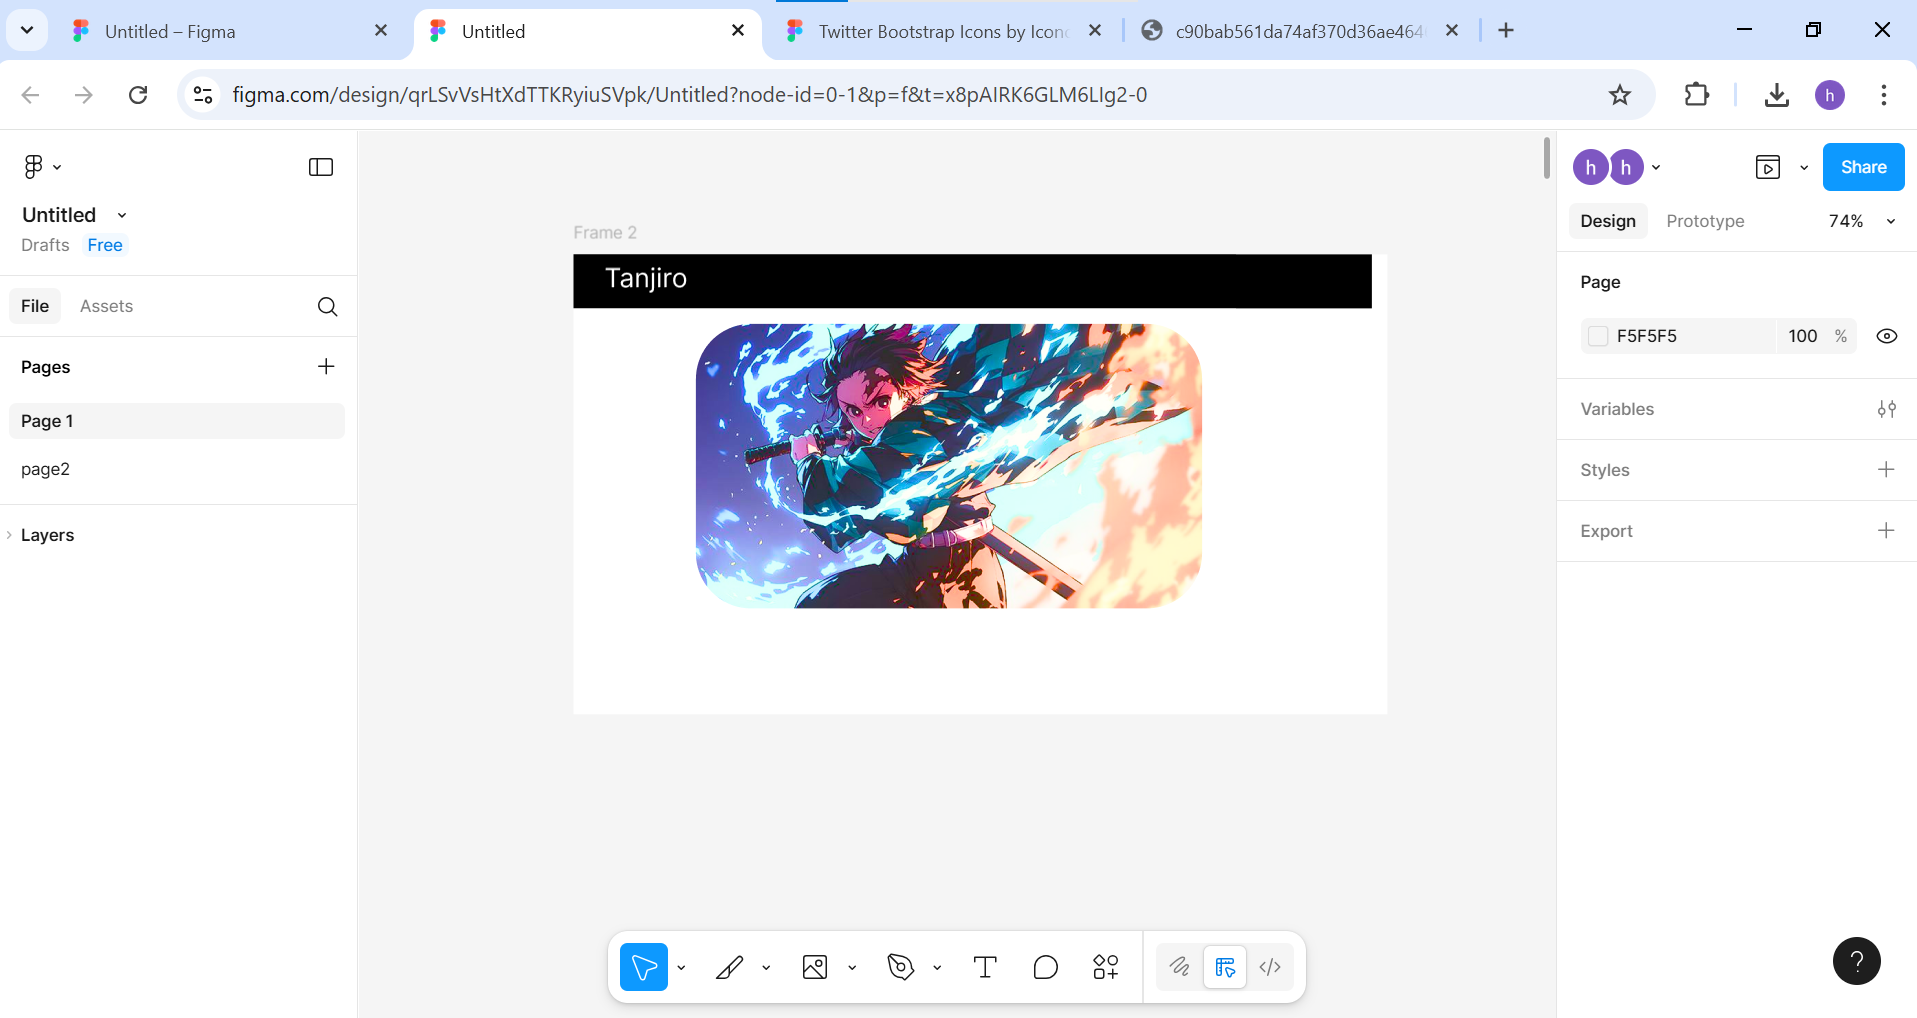 Untitled – Figma
Untitled
Twitter Bootstrap Icons by Icon
c90bab561da74af370d36ae464
figma.com/design/qrLSvVsHtXdTTKRyiuSVpk/Untitled?node-id=0-1&p=f&t=x8pAIRK6GLM6LIg2-0
h
Untitled
Drafts Free
File Assets
Pages
Page 1
page2
Layers
Frame 2
Tanjiro
h h
Share
Design Prototype 74%
Page
F5F5F5 100 %
Variables
Styles
Export
?